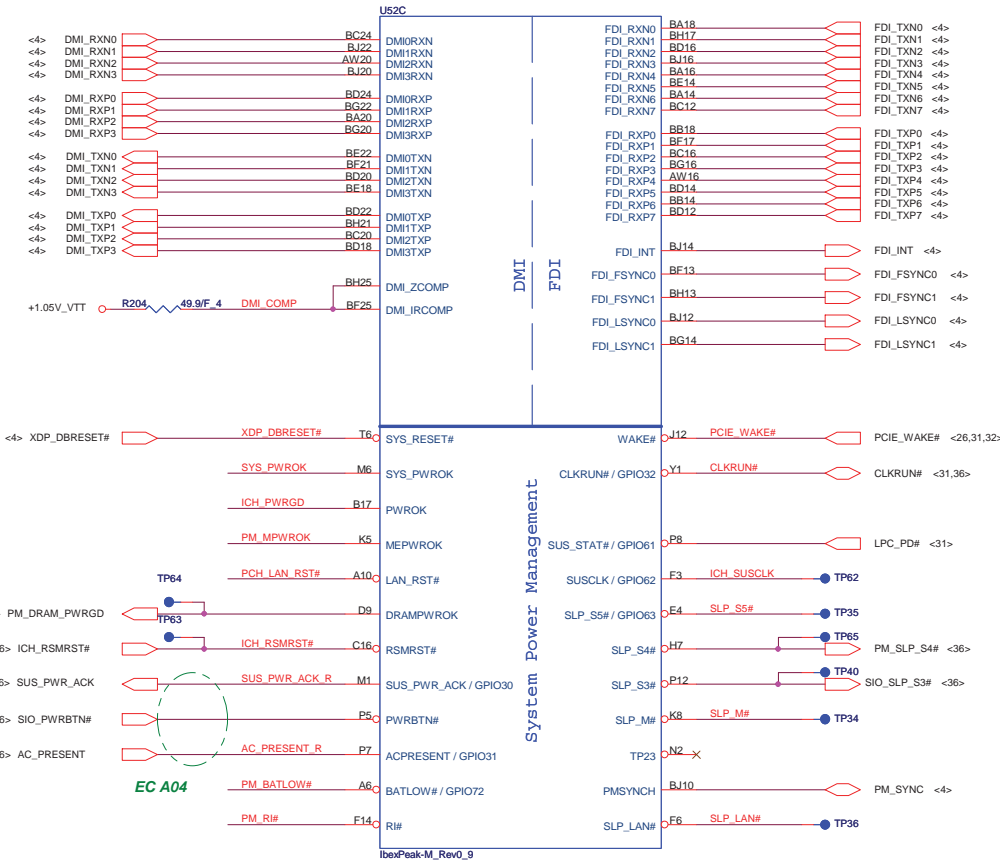 U52C
<4> DMI_RXN0 BC24 DMI0RXN
<4> DMI_RXN1 BJ22 DMI1RXN
<4> DMI_RXN2 AW20 DMI2RXN
<4> DMI_RXN3 BJ20 DMI3RXN
<4> DMI_RXP0 BD24 DMI0RXP
<4> DMI_RXP1 BG22 DMI1RXP
<4> DMI_RXP2 BA20 DMI2RXP
<4> DMI_RXP3 BG20 DMI3RXP
<4> DMI_TXN0 BE22 DMI0TXN
<4> DMI_TXN1 BF21 DMI1TXN
<4> DMI_TXN2 BD20 DMI2TXN
<4> DMI_TXN3 BE18 DMI3TXN
<4> DMI_TXP0 BD22 DMI0TXP
<4> DMI_TXP1 BH21 DMI1TXP
<4> DMI_TXP2 BC20 DMI2TXP
<4> DMI_TXP3 BD18 DMI3TXP
BH25 DMI_ZCOMP
+1.05V_VTT R204 49.9/F_4 DMI_COMP BF25 DMI_IRCOMP
DMI
FDI
FDI_RXN0 BA18 FDI_TXN0 <4>
FDI_RXN1 BH17 FDI_TXN1 <4>
FDI_RXN2 BD16 FDI_TXN2 <4>
FDI_RXN3 BJ16 FDI_TXN3 <4>
FDI_RXN4 BA16 FDI_TXN4 <4>
FDI_RXN5 BE14 FDI_TXN5 <4>
FDI_RXN6 BA14 FDI_TXN6 <4>
FDI_RXN7 BC12 FDI_TXN7 <4>
FDI_RXP0 BB18 FDI_TXP0 <4>
FDI_RXP1 BF17 FDI_TXP1 <4>
FDI_RXP2 BC16 FDI_TXP2 <4>
FDI_RXP3 BG16 FDI_TXP3 <4>
FDI_RXP4 AW16 FDI_TXP4 <4>
FDI_RXP5 BD14 FDI_TXP5 <4>
FDI_RXP6 BB14 FDI_TXP6 <4>
FDI_RXP7 BD12 FDI_TXP7 <4>
FDI_INT BJ14 FDI_INT <4>
FDI_FSYNC0 BF13 FDI_FSYNC0 <4>
FDI_FSYNC1 BH13 FDI_FSYNC1 <4>
FDI_LSYNC0 BJ12 FDI_LSYNC0 <4>
FDI_LSYNC1 BG14 FDI_LSYNC1 <4>
<4> XDP_DBRESET# XDP_DBRESET# T6 SYS_RESET#
SYS_PWROK M6 SYS_PWROK
ICH_PWRGD B17 PWROK
PM_MPWROK K5 MEPWROK
PCH_LAN_RST# A10 LAN_RST#
TP64
PM_DRAM_PWRGD D9 DRAMPWROK
TP63
6> ICH_RSMRST# ICH_RSMRST# C16 RSMRST#
6> SUS_PWR_ACK SUS_PWR_ACK_R M1 SUS_PWR_ACK / GPIO30
6> SIO_PWRBTN# P5 PWRBTN#
6> AC_PRESENT AC_PRESENT_R P7 ACPRESENT / GPIO31
EC A04
PM_BATLOW# A6 BATLOW# / GPIO72
PM_RI# F14 RI#
System Power Management
WAKE# J12 PCIE_WAKE# PCIE_WAKE# <26,31,32>
CLKRUN# / GPIO32 Y1 CLKRUN# CLKRUN# <31,36>
SUS_STAT# / GPIO61 P8 LPC_PD# <31>
SUSCLK / GPIO62 F3 ICH_SUSCLK TP62
SLP_S5# / GPIO63 E4 SLP_S5# TP35
TP65
SLP_S4# H7 PM_SLP_S4# <36>
TP40
SLP_S3# P12 SIO_SLP_S3# <36>
SLP_M# K8 SLP_M# TP34
TP23 N2
PMSYNCH BJ10 PM_SYNC <4>
SLP_LAN# F6 SLP_LAN# TP36
IbexPeak-M_Rev0_9